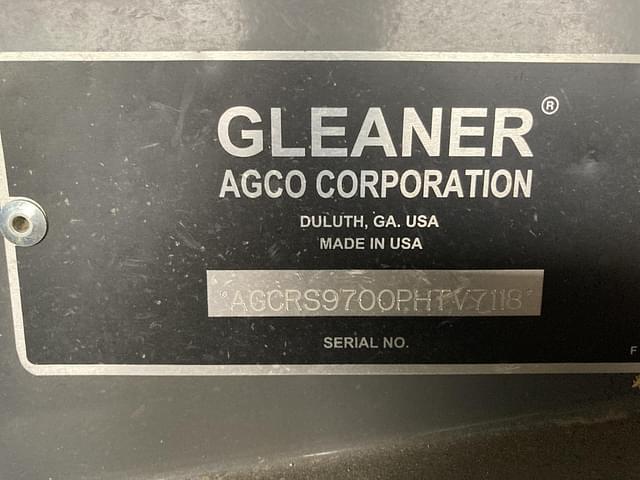 GLEANER®
AGCO CORPORATION
DULUTH, GA. USA
MADE IN USA
*AGCRS9700PHTV7118*
SERIAL NO.
F